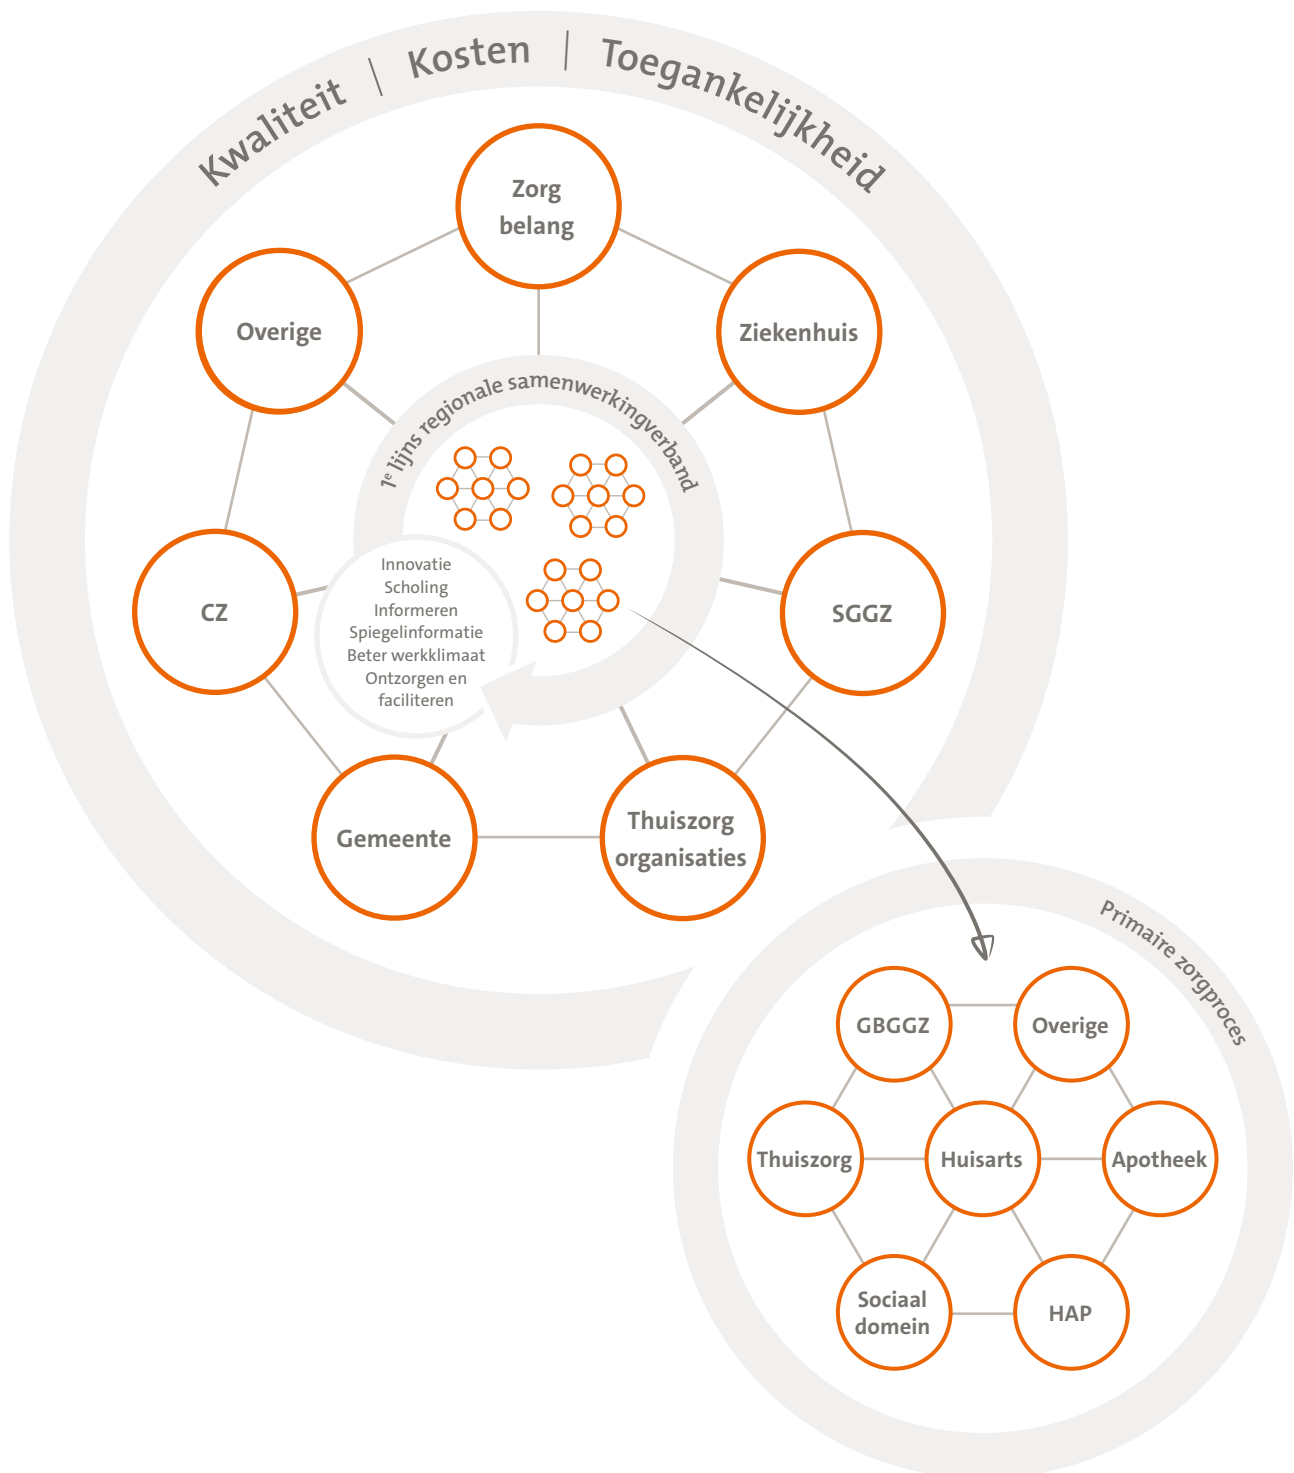 Kwaliteit | Kosten | Toegankelijkheid
Zorg
belang
Overige
Ziekenhuis
1e lijns regionale samenwerkingverband
Innovatie
Scholing
Informeren
Spiegelinformatie
Beter werkklimaat
Ontzorgen en
faciliteren
CZ
SGGZ
Gemeente
Thuiszorg
organisaties
Primaire zorgproces
GBGGZ
Overige
Thuiszorg
Huisarts
Apotheek
Sociaal
domein
HAP